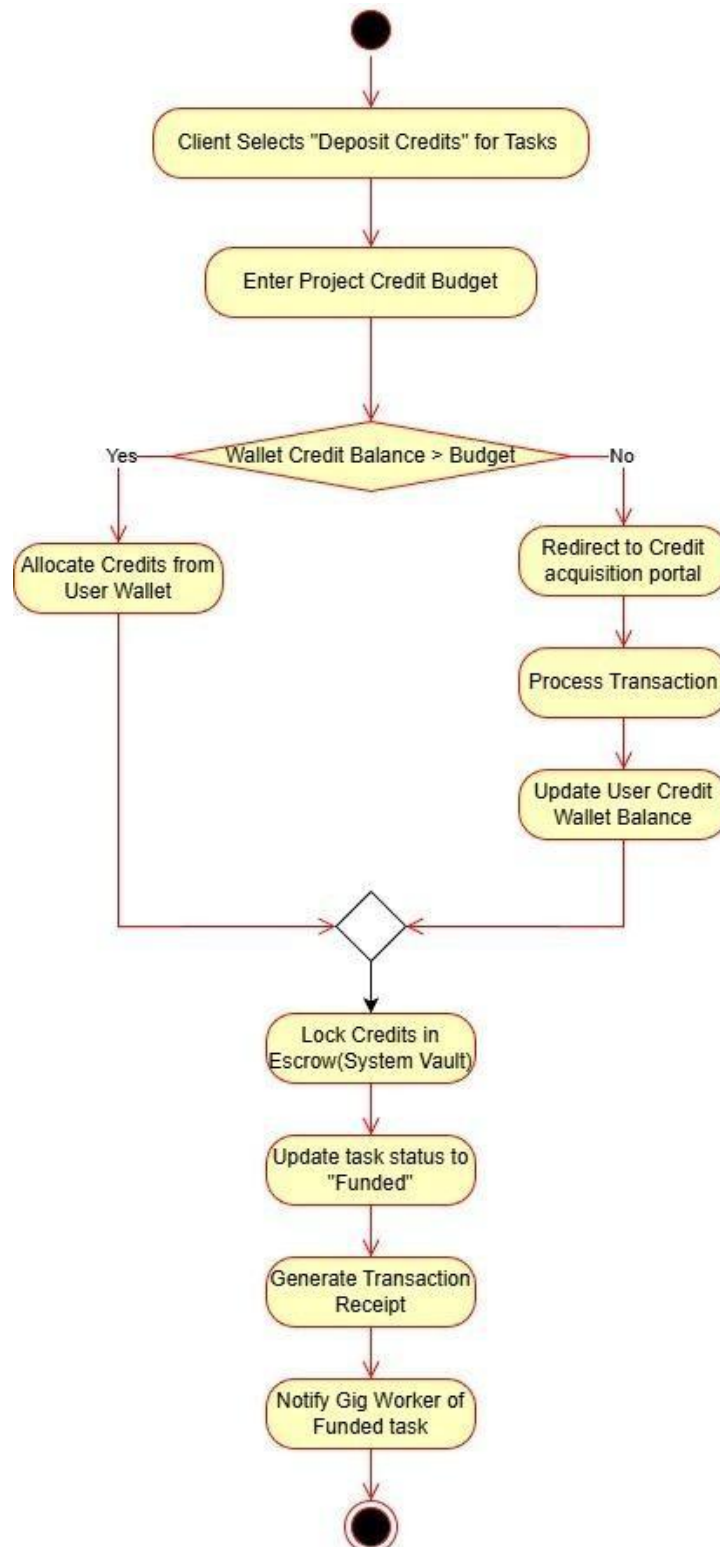 Client Selects "Deposit Credits" for Tasks
Enter Project Credit Budget
Wallet Credit Balance > Budget
Yes
No
Allocate Credits from
User Wallet
Redirect to Credit
acquisition portal
Process Transaction
Update User Credit
Wallet Balance
Lock Credits in
Escrow(System Vault)
Update task status to
"Funded"
Generate Transaction
Receipt
Notify Gig Worker of
Funded task